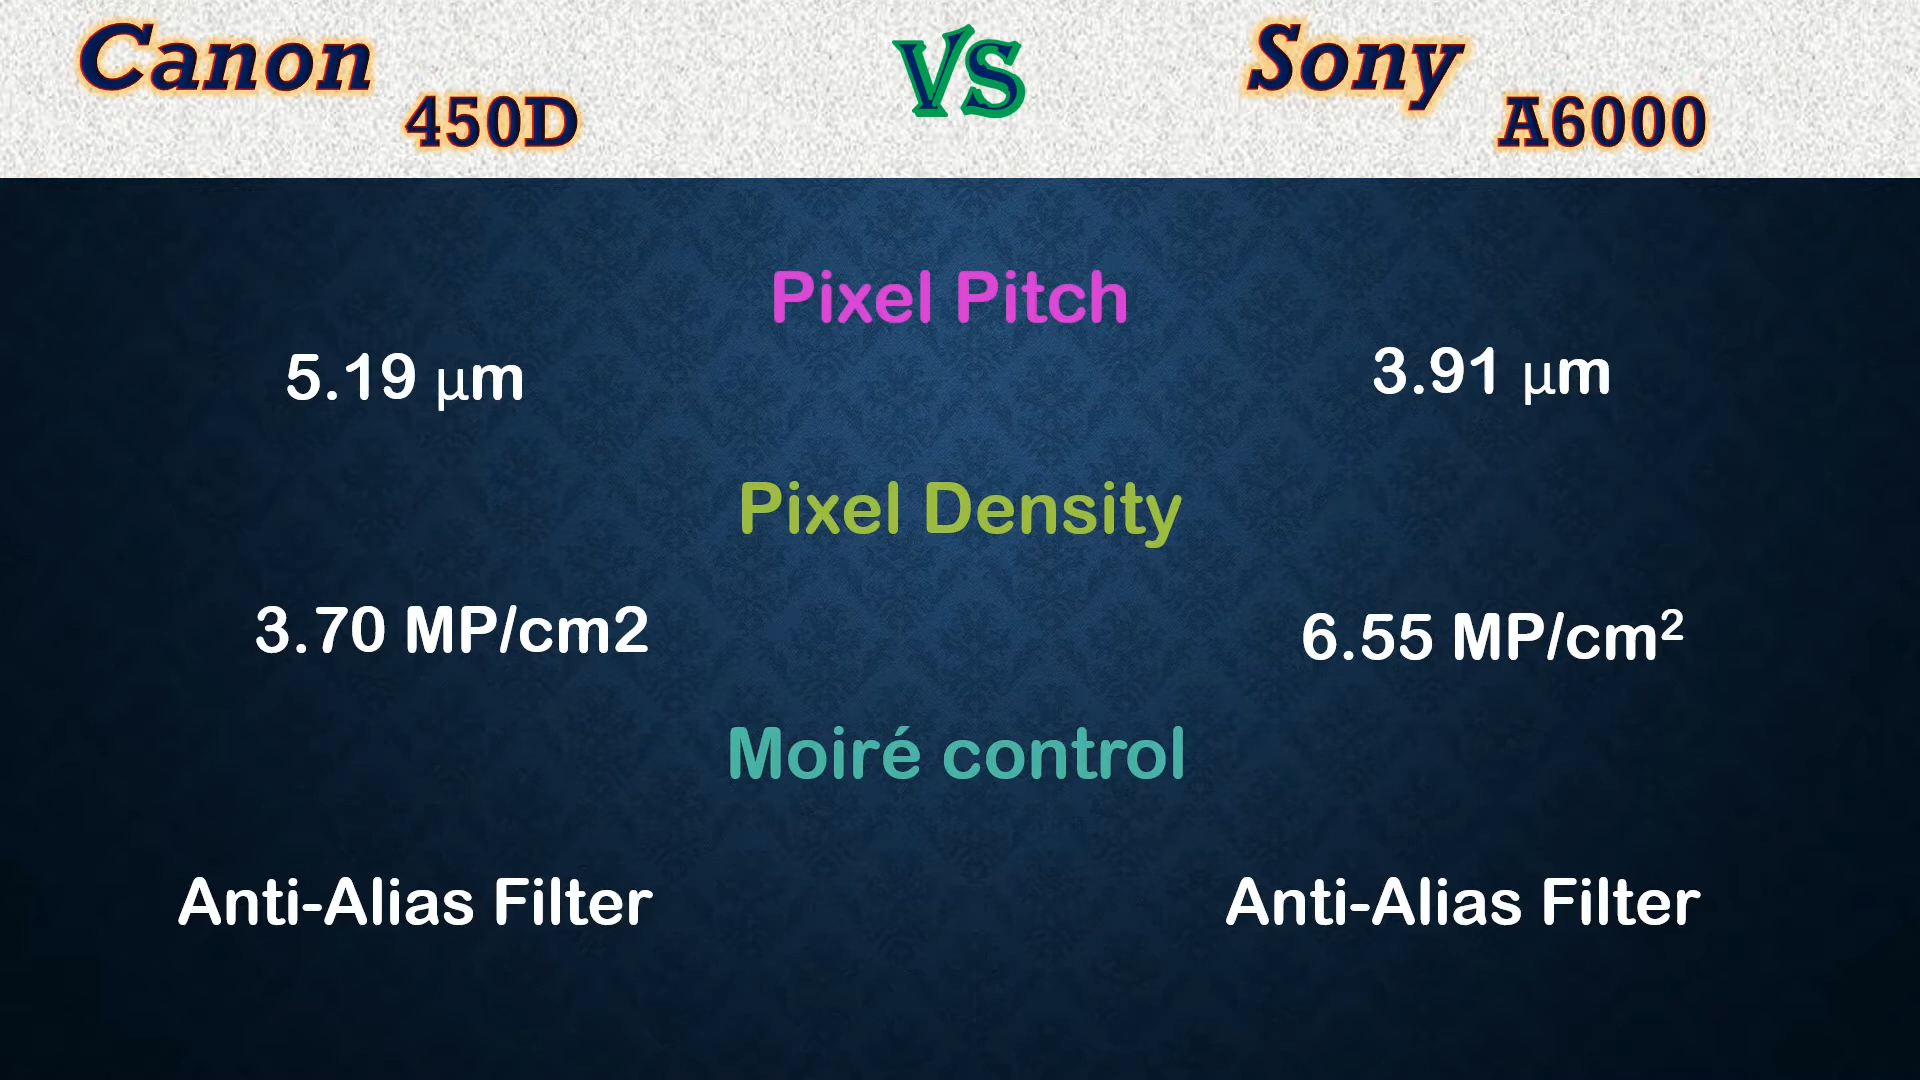 Canon
450D
VS
Sony
A6000
Pixel Pitch
5.19 μm
3.91 μm
Pixel Density
3.70 MP/cm2
6.55 MP/cm²
Moiré control
Anti-Alias Filter
Anti-Alias Filter